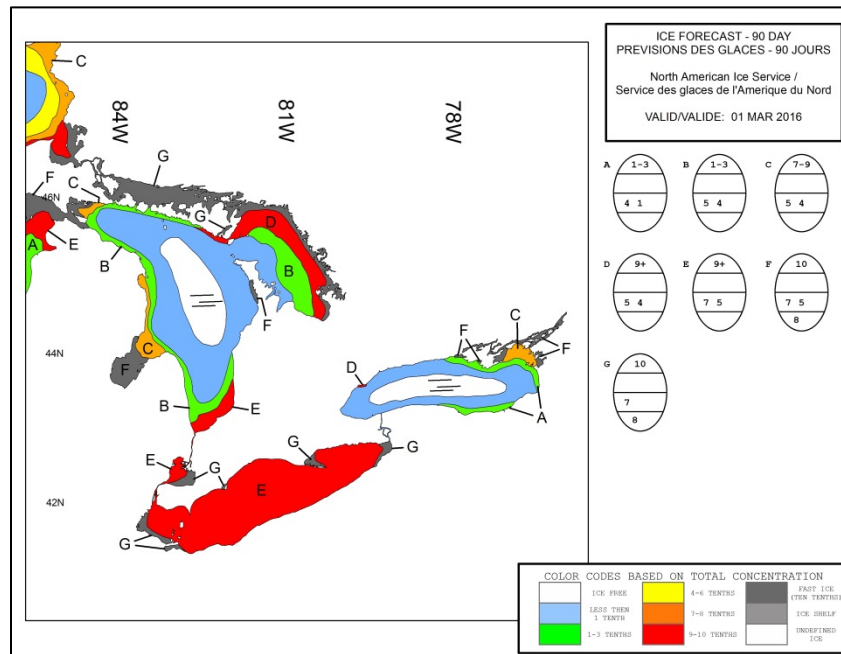 ICE FORECAST - 90 DAY
PREVISIONS DES GLACES - 90 JOURS
North American Ice Service /
Service des glaces de l'Amerique du Nord
VALID/VALIDE: 01 MAR 2016
84W
81W
78W
46N
44N
42N
C
G
F
C
G
D
E
A
B
B
F
C
F
F
C
F
D
A
B
E
E
G
G
G
E
G
A 1-3
4 1
B 1-3
5 4
C 7-9
5 4
D 9+
5 4
E 9+
7 5
F 10
7 5
8
G 10
7
8
COLOR CODES BASED ON TOTAL CONCENTRATION
ICE FREE
LESS THEN
1 TENTH
1-3 TENTHS
4-6 TENTHS
7-8 TENTHS
9-10 TENTHS
FAST ICE
(TEN TENTHS)
ICE SHELF
UNDEFINED
ICE